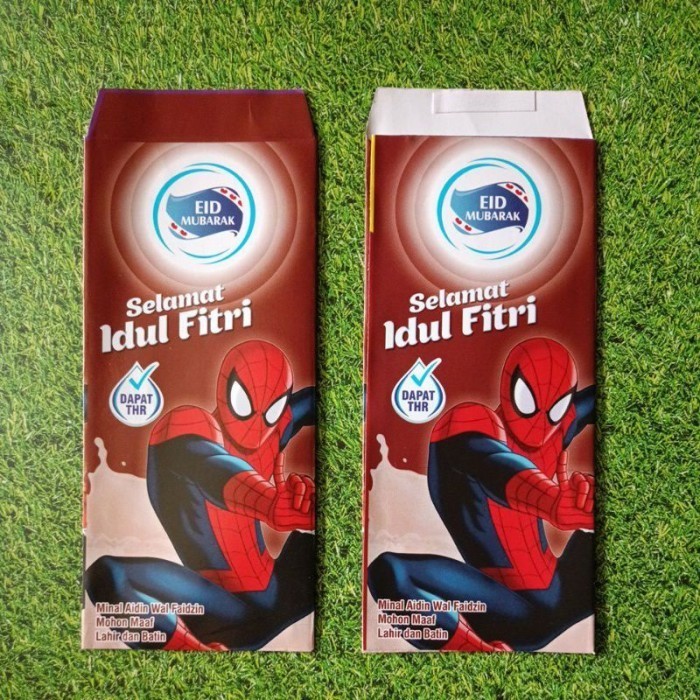 EID
MUBARAK
Selamat
Idul Fitri
DAPAT
THR
Minal Aidin Wal Faidzin
Mohon Maaf
Lahir dan Batin
EID
MUBARAK
Selamat
Idul Fitri
DAPAT
THR
Minal Aidin Wal Faidzin
Mohon Maaf
Lahir dan Batin